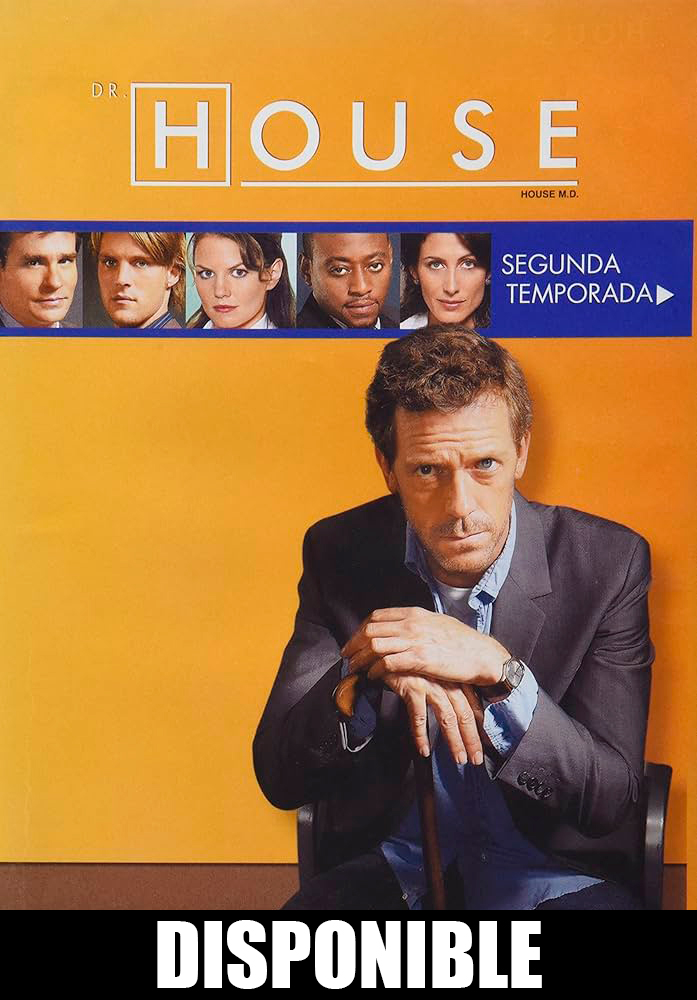 DR. HOUSE
HOUSE M.D.
SEGUNDA
TEMPORADA
DISPONIBLE